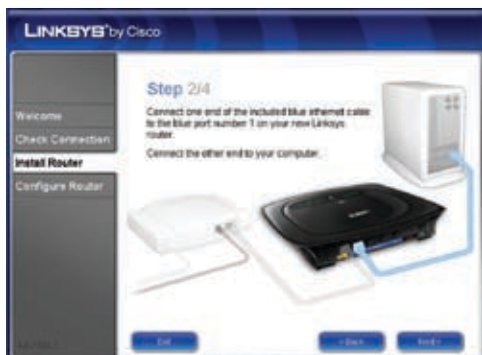 LINKSYS by Cisco
Welcome
Check Connection
Install Router
Configure Router
Step 2/4
Connect one end of the included blue ethernet cable
to the blue port number 1 on your new Linksys
router.
Connect the other end to your computer.
Exit
< Back
Next >